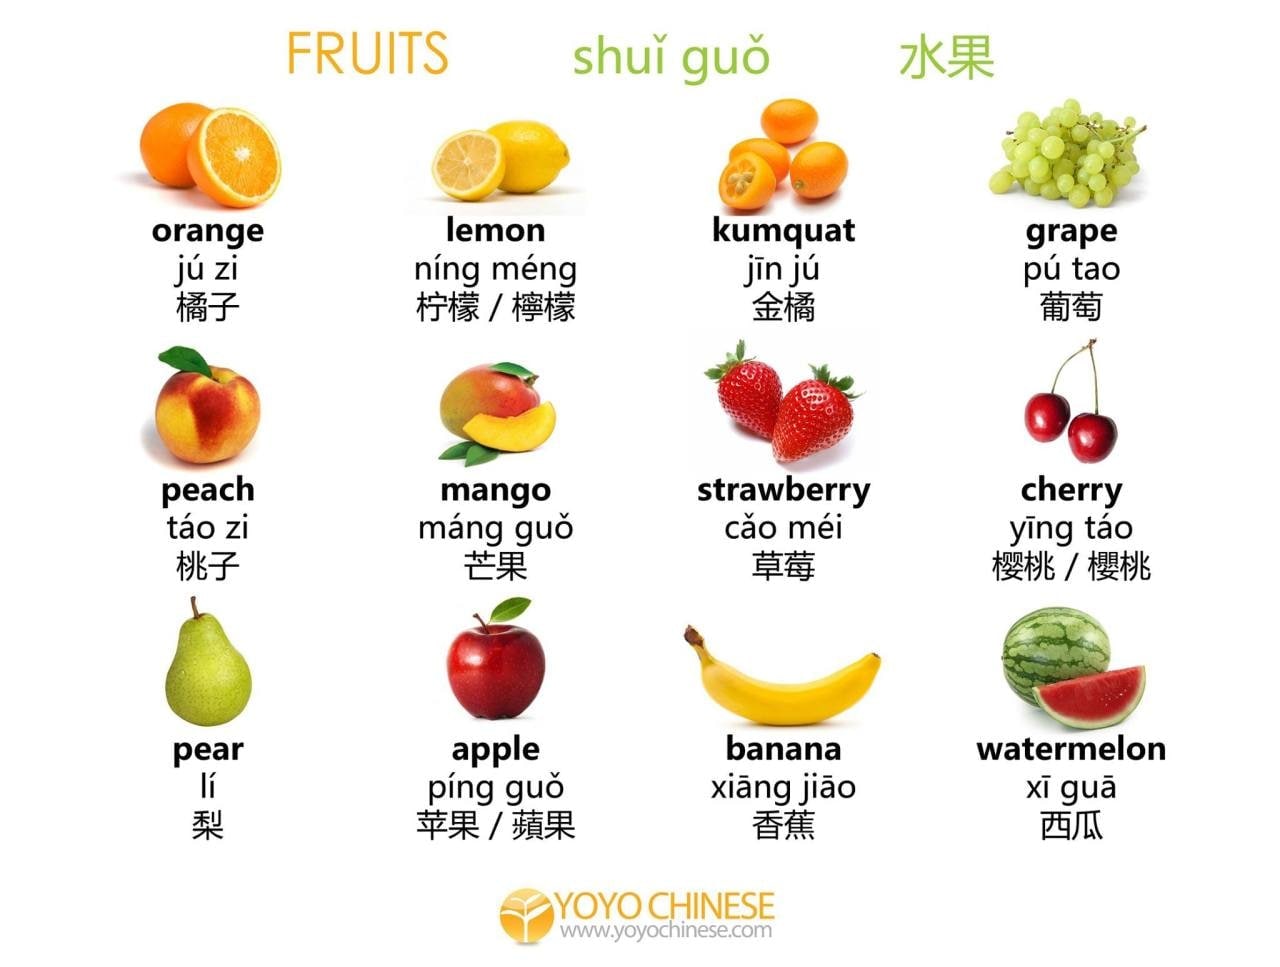 FRUITS shuǐ guǒ 水果
orange lemon kumquat grape
jú zi níng méng jīn jú pú tao
橘子 柠檬 / 檸檬 金橘 葡萄
peach mango strawberry cherry
táo zi máng guǒ cǎo méi yīng táo
桃子 芒果 草莓 樱桃 / 櫻桃
pear apple banana watermelon
lí píng guǒ xiāng jiāo xī guā
梨 苹果 / 蘋果 香蕉 西瓜
YOYO CHINESE
www.yoyochinese.com